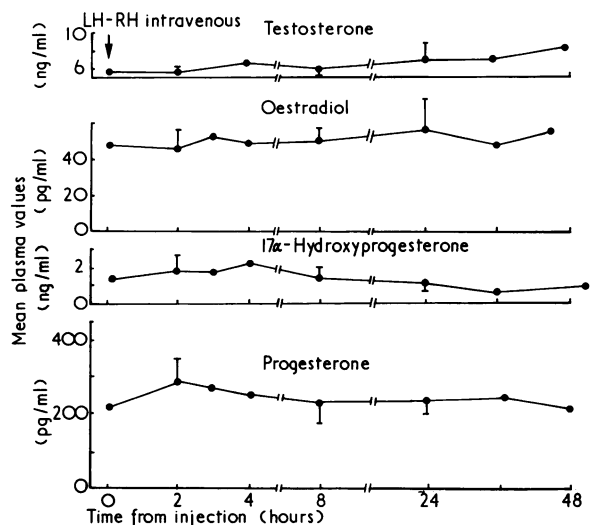 LH-RH intravenous
Testosterone
10
6
(ng/ml)
Oestradiol
40
20
0
(pg/ml)
Mean plasma values
17α-Hydroxyprogesterone
2
0
(ng/ml)
Progesterone
400
200
0
(pg/ml)
0 2 4 8 24 48
Time from injection (hours)